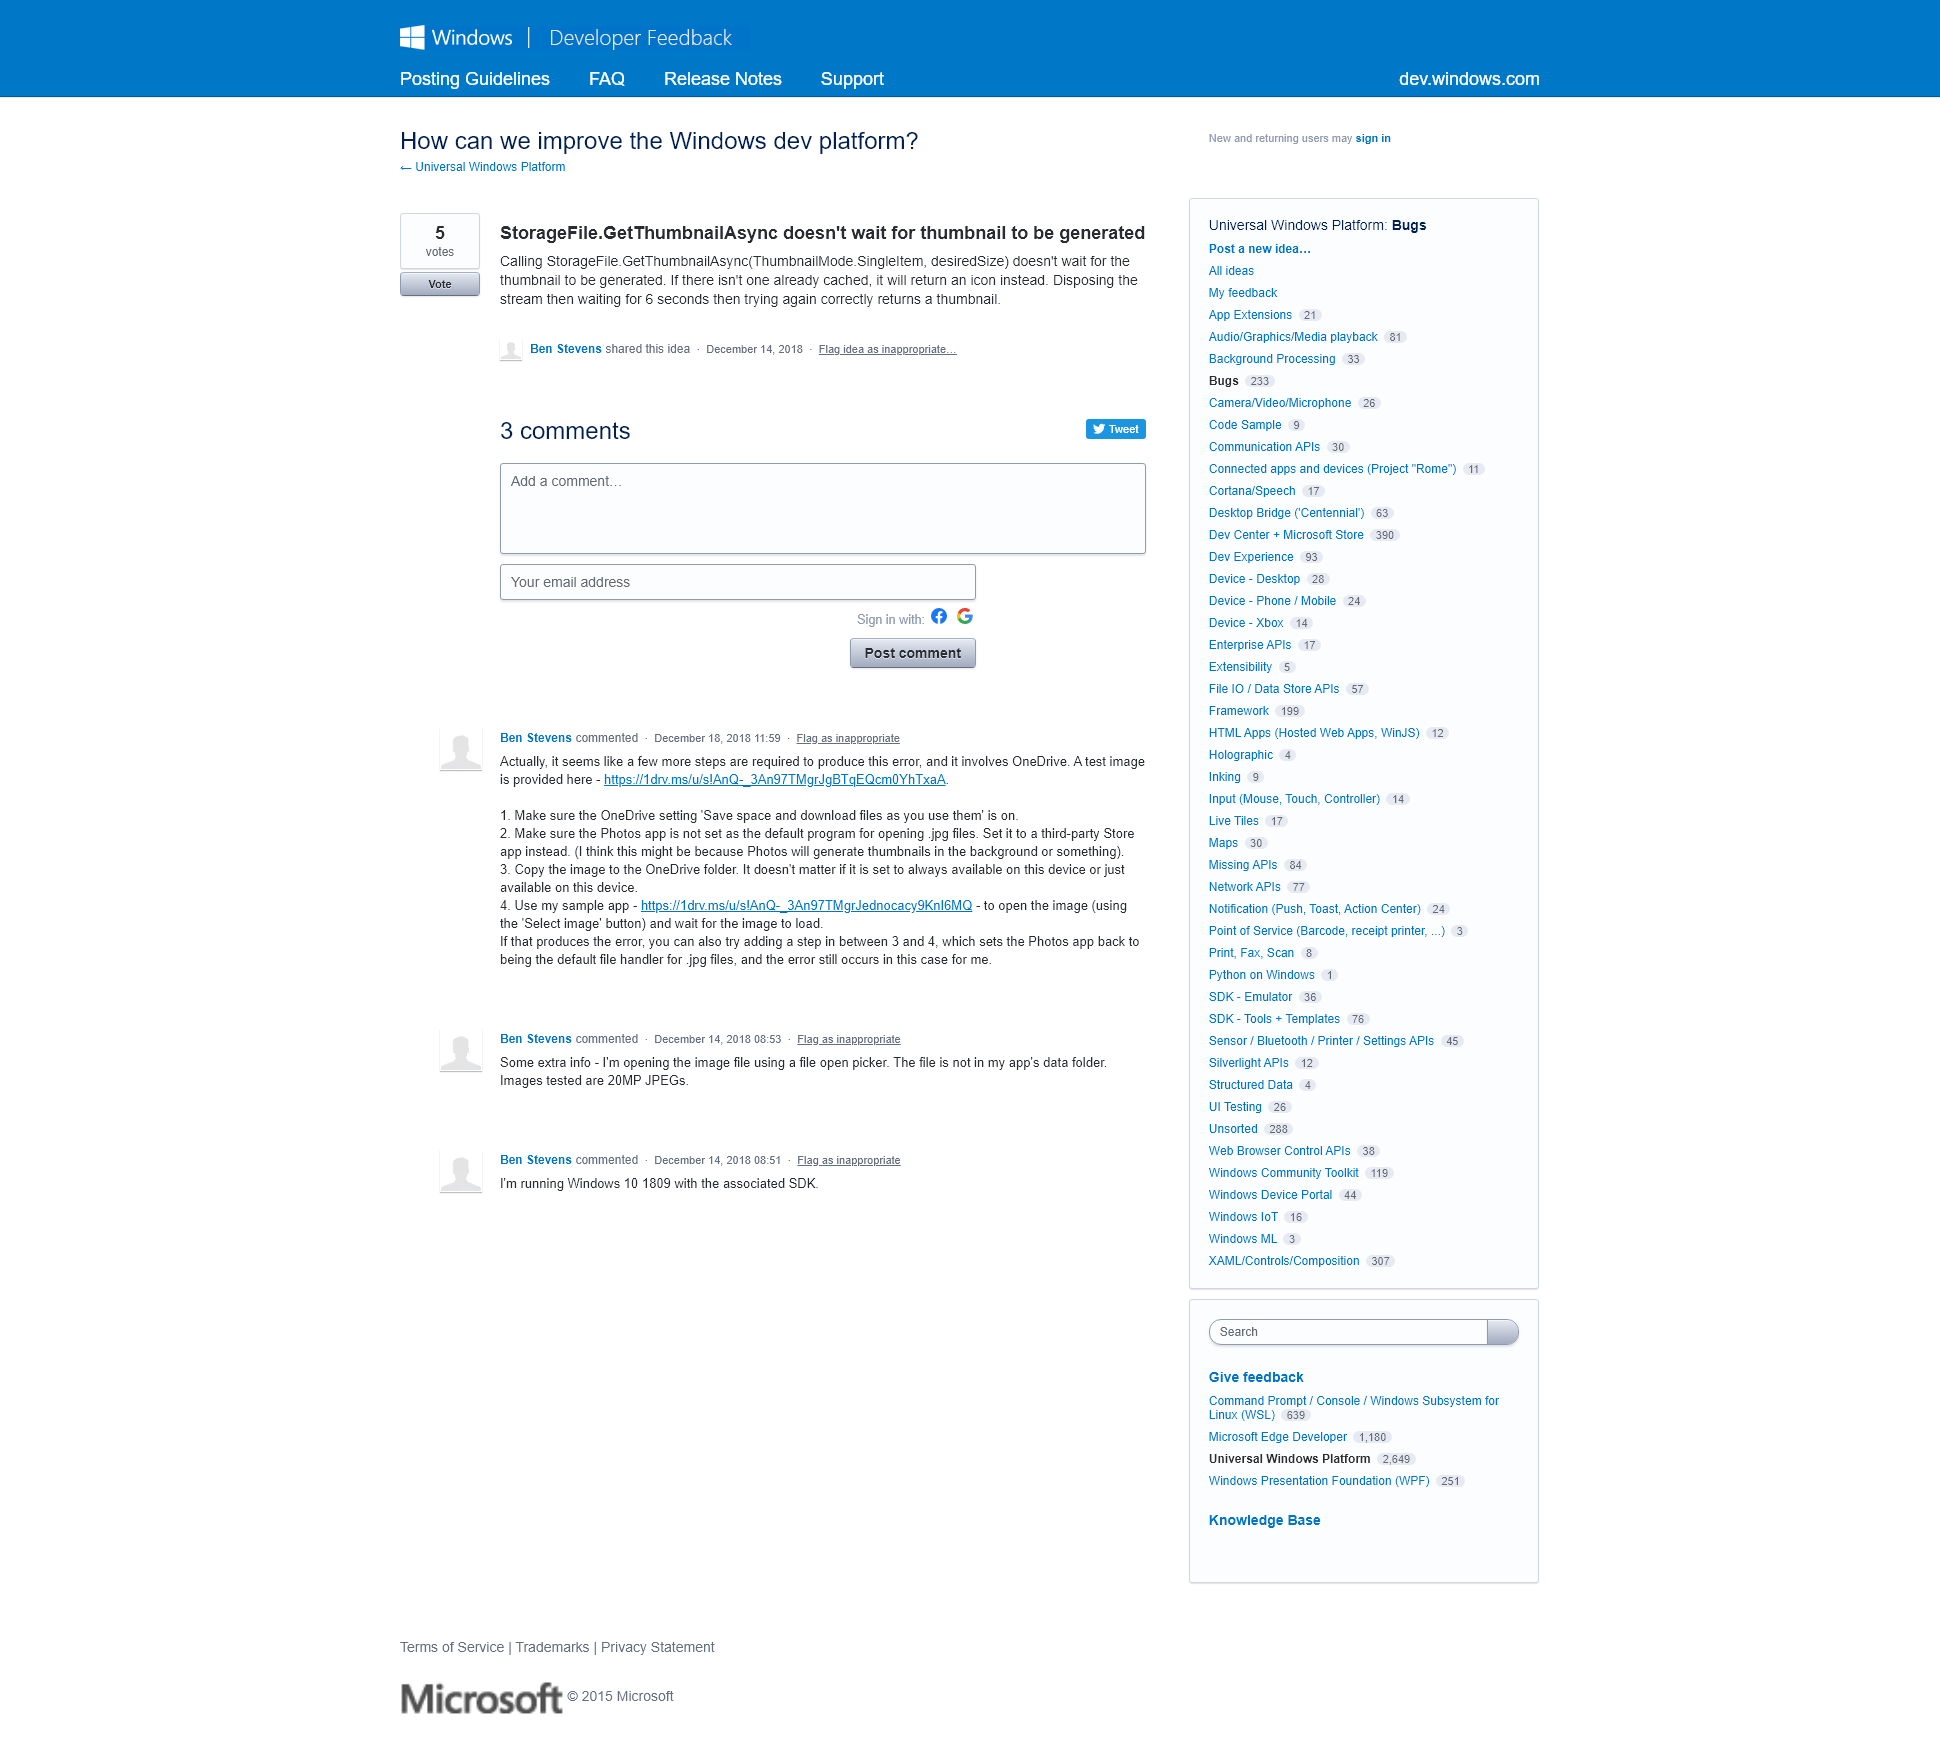 Windows | Developer Feedback
Posting Guidelines FAQ Release Notes Support dev.windows.com
How can we improve the Windows dev platform?
← Universal Windows Platform
New and returning users may sign in
5
votes
Vote
StorageFile.GetThumbnailAsync doesn't wait for thumbnail to be generated
Calling StorageFile.GetThumbnailAsync(ThumbnailMode.SingleItem, desiredSize) doesn't wait for the
thumbnail to be generated. If there isn't one already cached, it will return an icon instead. Disposing the
stream then waiting for 6 seconds then trying again correctly returns a thumbnail.
Ben Stevens shared this idea · December 14, 2018 · Flag idea as inappropriate…
3 comments
Tweet
Add a comment…
Your email address
Sign in with:
Post comment
Ben Stevens commented · December 18, 2018 11:59 · Flag as inappropriate
Actually, it seems like a few more steps are required to produce this error, and it involves OneDrive. A test image
is provided here - https://1drv.ms/u/s!AnQ-_3An97TMgrJgBTqEQcm0YhTxaA.
1. Make sure the OneDrive setting 'Save space and download files as you use them' is on.
2. Make sure the Photos app is not set as the default program for opening .jpg files. Set it to a third-party Store
app instead. (I think this might be because Photos will generate thumbnails in the background or something).
3. Copy the image to the OneDrive folder. It doesn't matter if it is set to always available on this device or just
available on this device.
4. Use my sample app - https://1drv.ms/u/s!AnQ-_3An97TMgrJednocacy9KnI6MQ - to open the image (using
the 'Select image' button) and wait for the image to load.
If that produces the error, you can also try adding a step in between 3 and 4, which sets the Photos app back to
being the default file handler for .jpg files, and the error still occurs in this case for me.
Ben Stevens commented · December 14, 2018 08:53 · Flag as inappropriate
Some extra info - I'm opening the image file using a file open picker. The file is not in my app's data folder.
Images tested are 20MP JPEGs.
Ben Stevens commented · December 14, 2018 08:51 · Flag as inappropriate
I'm running Windows 10 1809 with the associated SDK.
Universal Windows Platform: Bugs
Post a new idea…
All ideas
My feedback
App Extensions 21
Audio/Graphics/Media playback 81
Background Processing 33
Bugs 233
Camera/Video/Microphone 26
Code Sample 9
Communication APIs 30
Connected apps and devices (Project "Rome") 11
Cortana/Speech 17
Desktop Bridge ('Centennial') 63
Dev Center + Microsoft Store 390
Dev Experience 93
Device - Desktop 28
Device - Phone / Mobile 24
Device - Xbox 14
Enterprise APIs 17
Extensibility 5
File IO / Data Store APIs 57
Framework 199
HTML Apps (Hosted Web Apps, WinJS) 12
Holographic 4
Inking 9
Input (Mouse, Touch, Controller) 14
Live Tiles 17
Maps 30
Missing APIs 84
Network APIs 77
Notification (Push, Toast, Action Center) 24
Point of Service (Barcode, receipt printer, ...) 3
Print, Fax, Scan 8
Python on Windows 1
SDK - Emulator 36
SDK - Tools + Templates 76
Sensor / Bluetooth / Printer / Settings APIs 45
Silverlight APIs 12
Structured Data 4
UI Testing 26
Unsorted 288
Web Browser Control APIs 38
Windows Community Toolkit 119
Windows Device Portal 44
Windows IoT 16
Windows ML 3
XAML/Controls/Composition 307
Search
Give feedback
Command Prompt / Console / Windows Subsystem for
Linux (WSL) 639
Microsoft Edge Developer 1,180
Universal Windows Platform 2,649
Windows Presentation Foundation (WPF) 251
Knowledge Base
Terms of Service | Trademarks | Privacy Statement
Microsoft © 2015 Microsoft